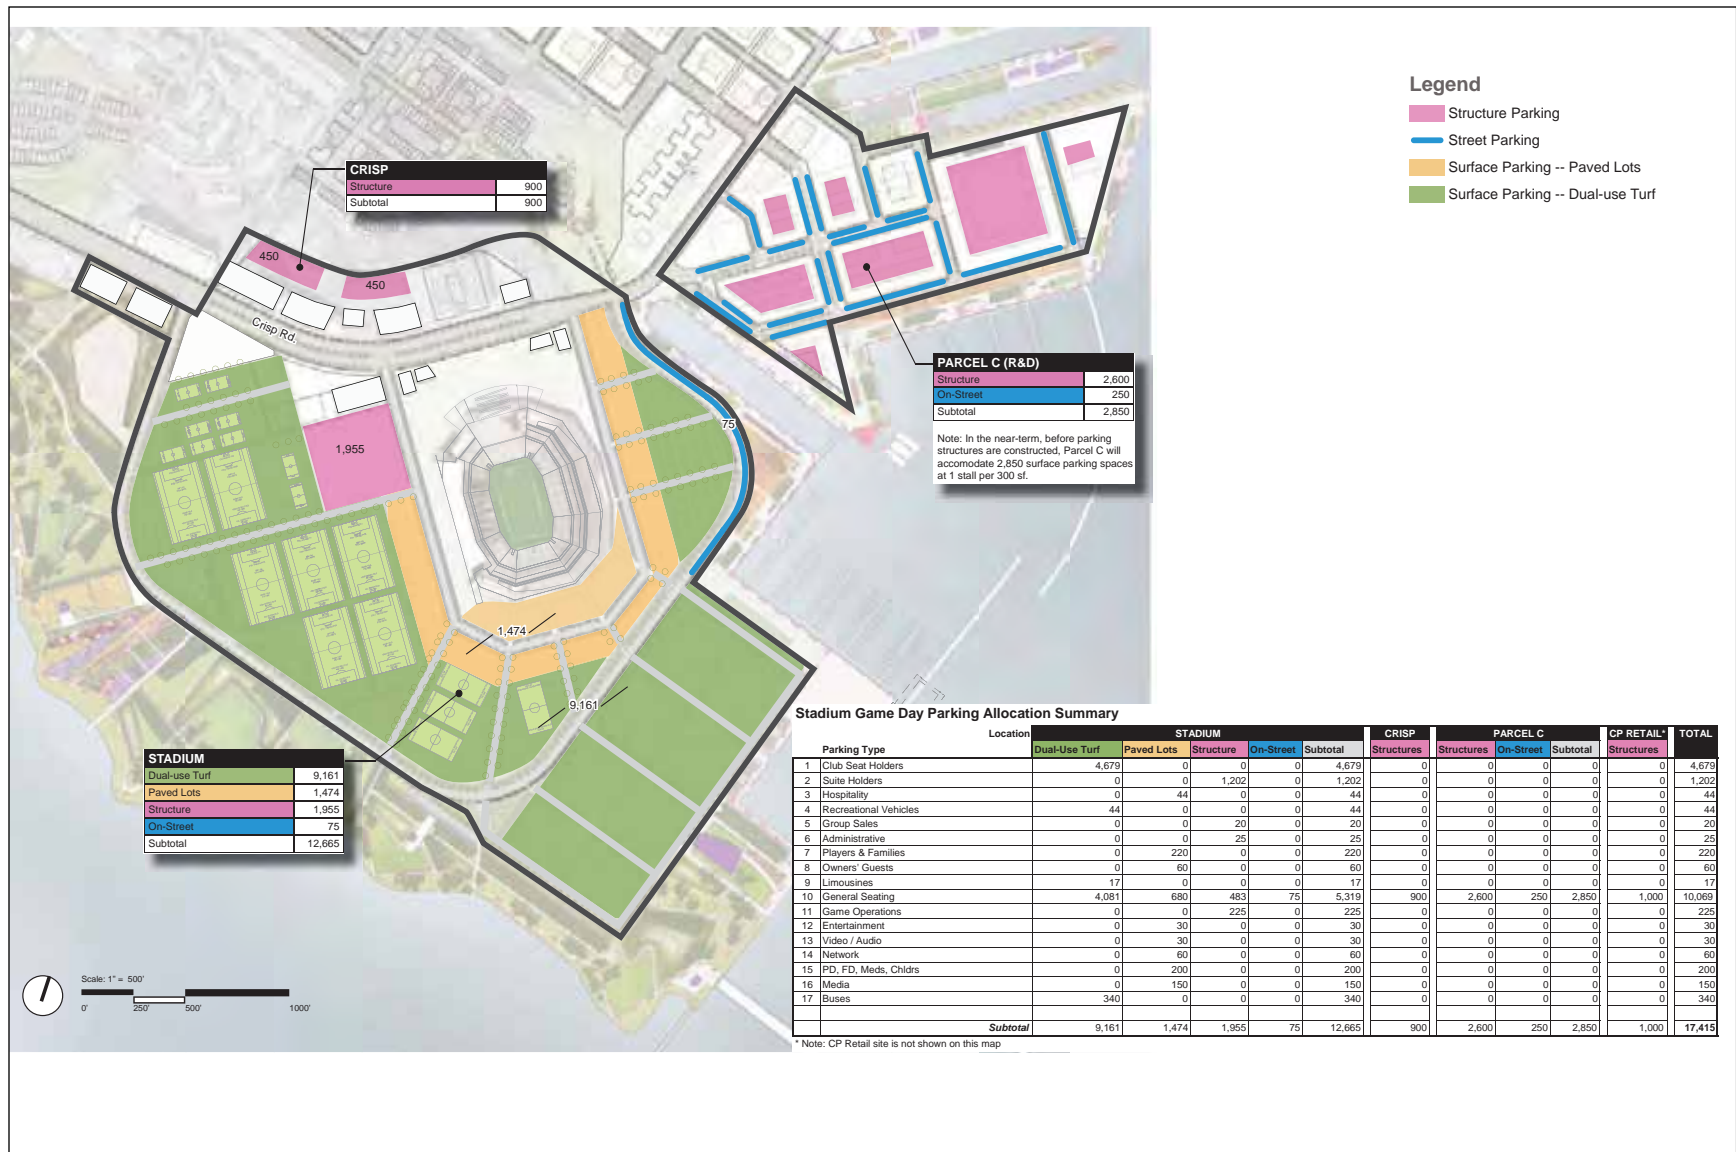 Legend
Structure Parking
Street Parking
Surface Parking -- Paved Lots
Surface Parking -- Dual-use Turf
CRISP
Structure 900
Subtotal 900
450
450
Crisp Rd.
1,955
75
PARCEL C (R&D)
Structure 2,600
On-Street 250
Subtotal 2,850
Note: In the near-term, before parking
structures are constructed, Parcel C will
accomodate 2,850 surface parking spaces
at 1 stall per 300 sf.
1,474
9,161
STADIUM
Dual-use Turf 9,161
Paved Lots 1,474
Structure 1,955
On-Street 75
Subtotal 12,665
Scale: 1" = 500'
0' 250' 500' 1000'
Stadium Game Day Parking Allocation Summary
Location STADIUM CRISP PARCEL C CP RETAIL* TOTAL
Parking Type Dual-Use Turf Paved Lots Structure On-Street Subtotal Structures Structures On-Street Subtotal Structures
1 Club Seat Holders 4,679 0 0 0 4,679 0 0 0 0 0 4,679
2 Suite Holders 0 0 1,202 0 1,202 0 0 0 0 0 1,202
3 Hospitality 0 44 0 0 44 0 0 0 0 0 44
4 Recreational Vehicles 44 0 0 0 44 0 0 0 0 0 44
5 Group Sales 0 0 20 0 20 0 0 0 0 0 20
6 Administrative 0 0 25 0 25 0 0 0 0 0 25
7 Players & Families 0 220 0 0 220 0 0 0 0 0 220
8 Owners' Guests 0 60 0 0 60 0 0 0 0 0 60
9 Limousines 17 0 0 0 17 0 0 0 0 0 17
10 General Seating 4,081 680 483 75 5,319 900 2,600 250 2,850 1,000 10,069
11 Game Operations 0 0 225 0 225 0 0 0 0 0 225
12 Entertainment 0 30 0 0 30 0 0 0 0 0 30
13 Video / Audio 0 30 0 0 30 0 0 0 0 0 30
14 Network 0 60 0 0 60 0 0 0 0 0 60
15 PD, FD, Meds, Chldrs 0 200 0 0 200 0 0 0 0 0 200
16 Media 0 150 0 0 150 0 0 0 0 0 150
17 Buses 340 0 0 0 340 0 0 0 0 0 340
Subtotal 9,161 1,474 1,955 75 12,665 900 2,600 250 2,850 1,000 17,415
* Note: CP Retail site is not shown on this map